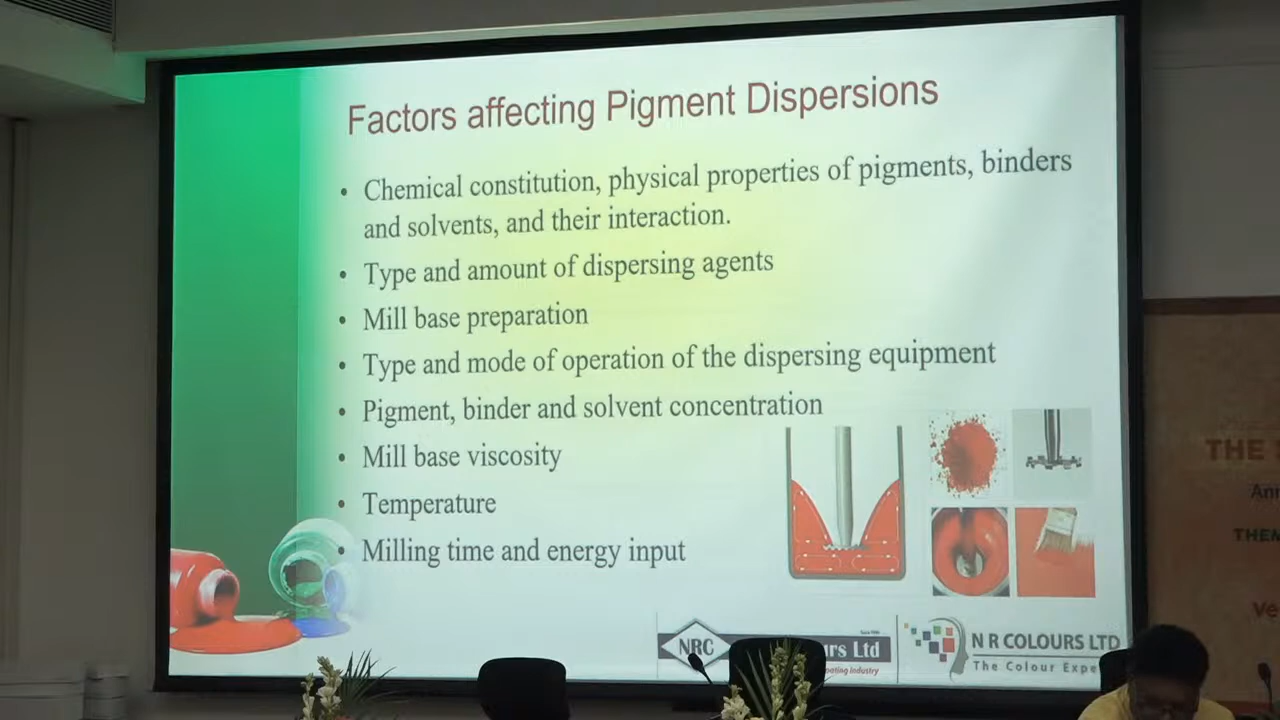 Factors affecting Pigment Dispersions
• Chemical constitution, physical properties of pigments, binders
and solvents, and their interaction.
• Type and amount of dispersing agents
• Mill base preparation
• Type and mode of operation of the dispersing equipment
• Pigment, binder and solvent concentration
• Mill base viscosity
• Temperature
• Milling time and energy input
NRC
Ltd
N R COLOURS LTD
The Colour
THE